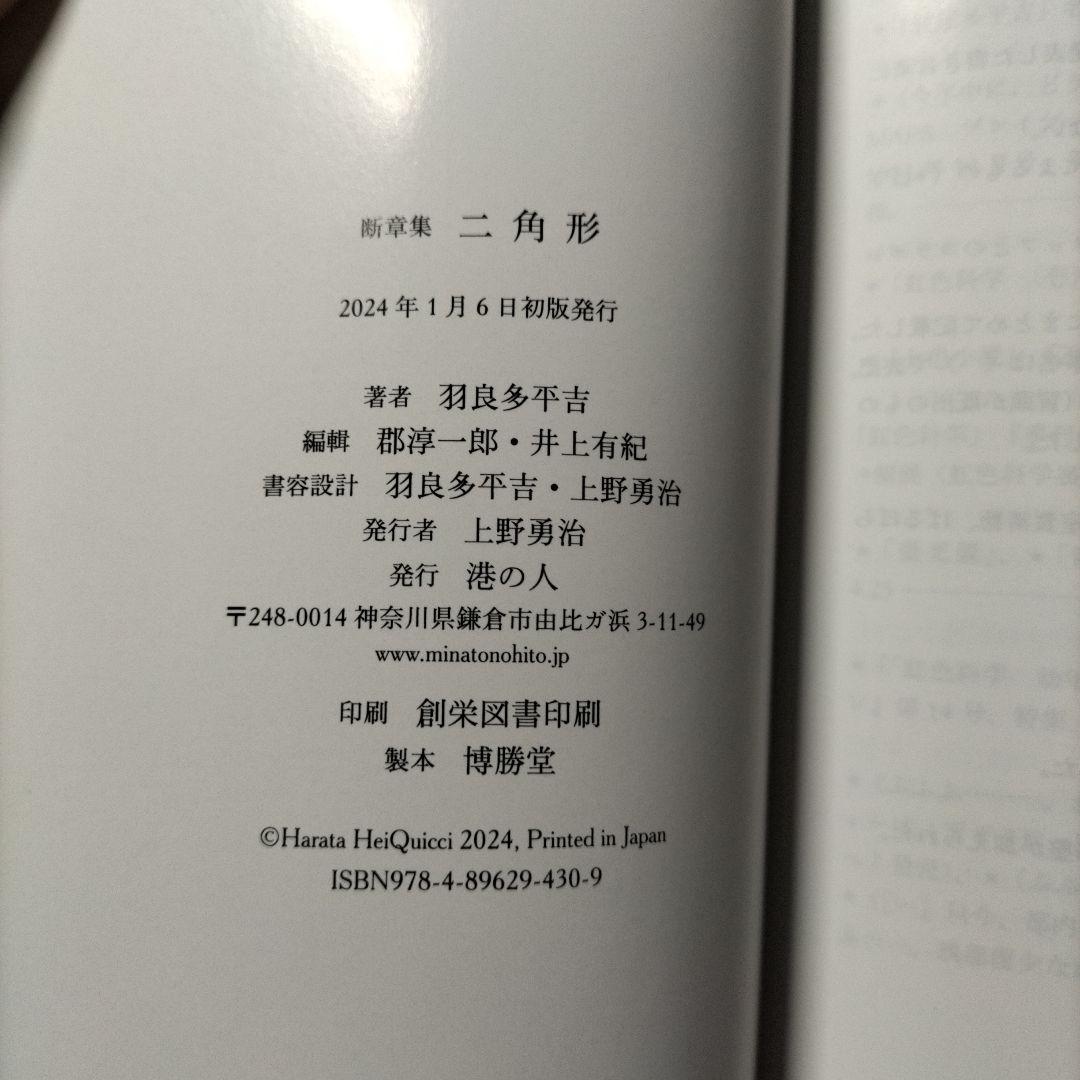 断章集 二角形
2024年1月6日初版発行
著者 羽良多平吉
編輯 郡淳一郎・井上有紀
書容設計 羽良多平吉・上野勇治
発行者 上野勇治
発行 港の人
〒248-0014 神奈川県鎌倉市由比ガ浜 3-11-49
www.minatonohito.jp
印刷 創栄図書印刷
製本 博勝堂
©Harata HeiQuicci 2024, Printed in Japan
ISBN978-4-89629-430-9